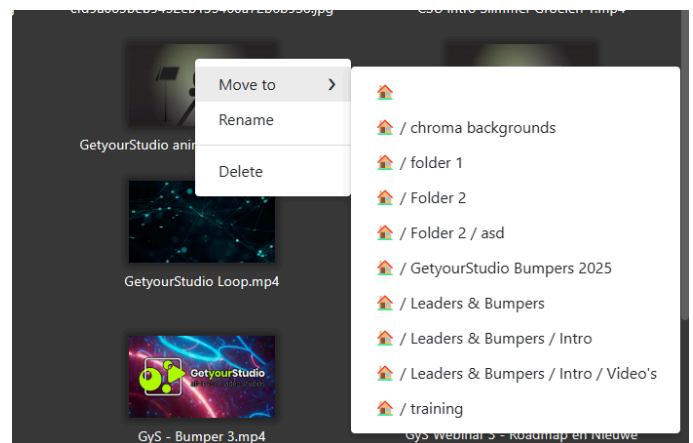 Move to
Rename
Delete
/ chroma backgrounds
/ folder 1
/ Folder 2
/ Folder 2 / asd
/ GetyourStudio Bumpers 2025
/ Leaders & Bumpers
/ Leaders & Bumpers / Intro
/ Leaders & Bumpers / Intro / Video's
/ training
GetyourStudio
GetyourStudio Loop.mp4
GetyourStudio
GyS - Bumper 3.mp4